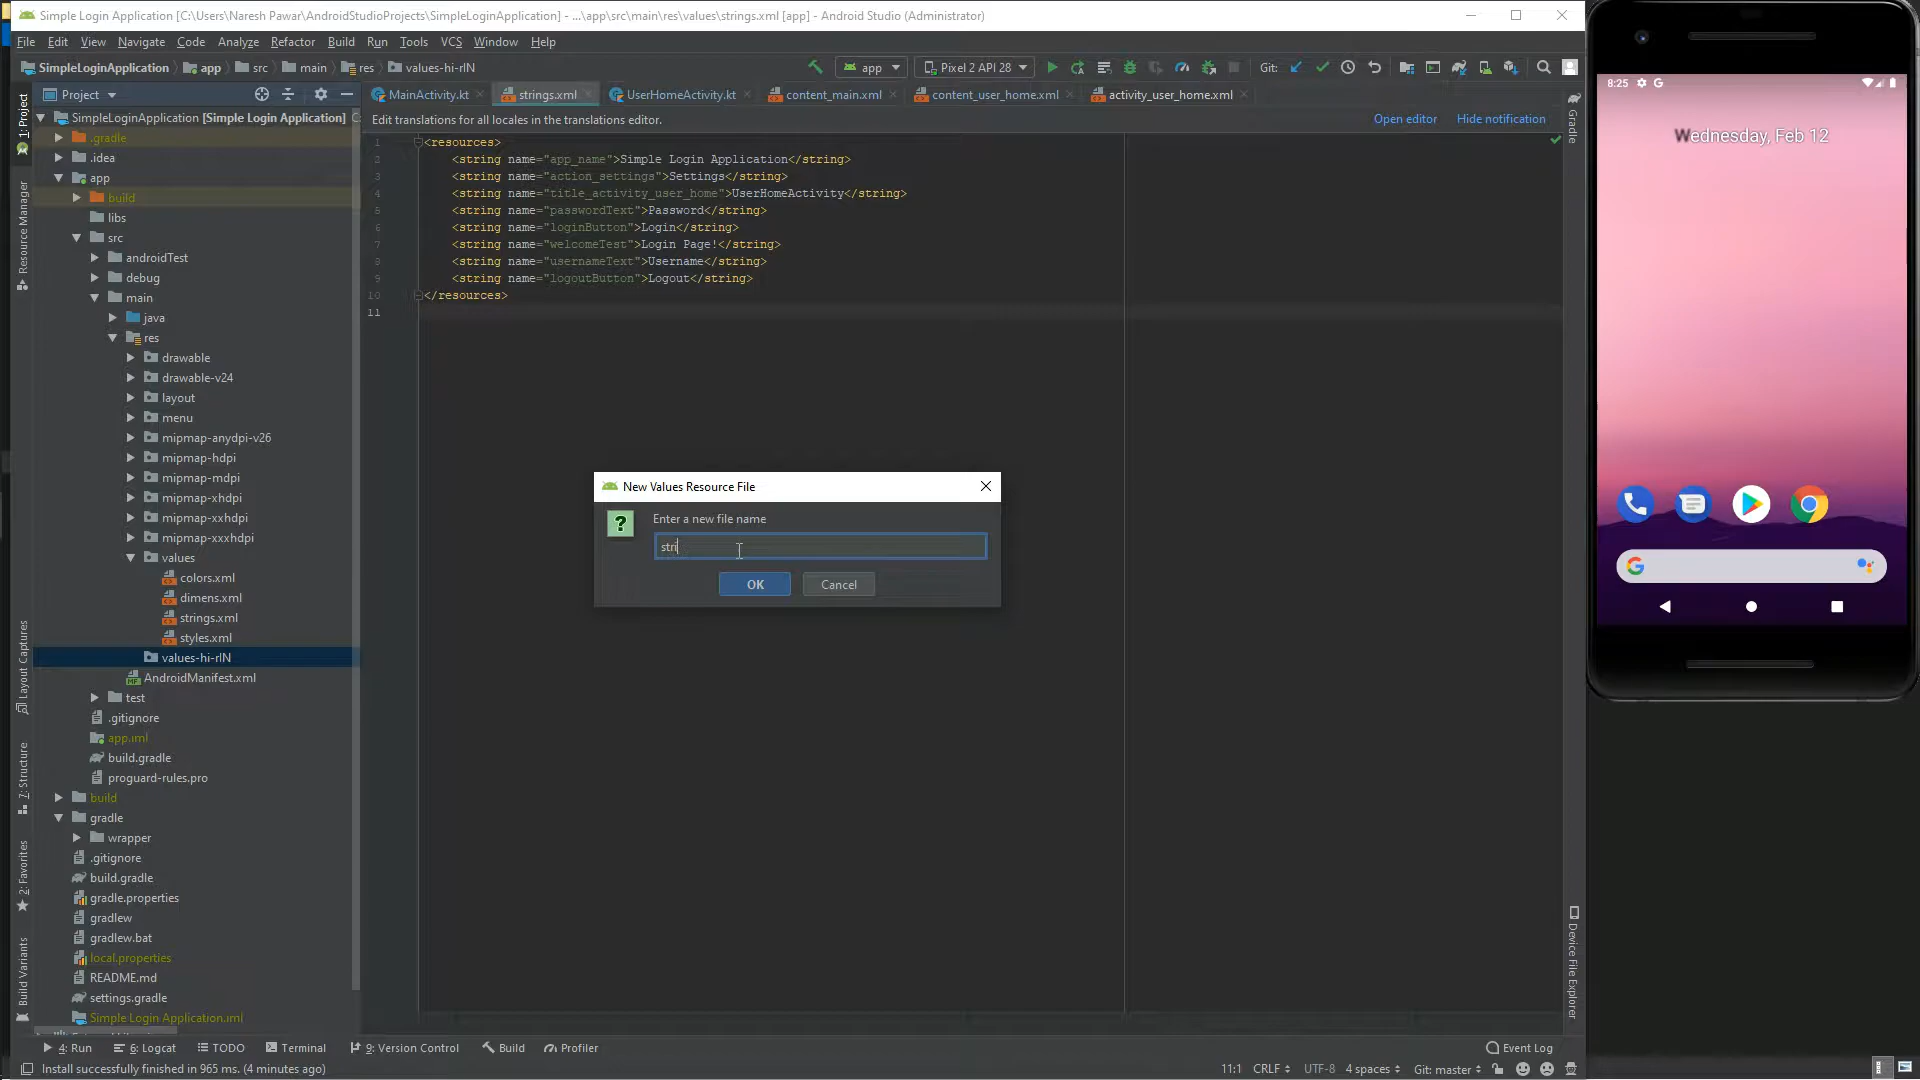 Simple Login Application [C:\Users\Naresh Pawar\AndroidStudioProjects\SimpleLoginApplication] - ...\app\src\main\res\values\strings.xml [app] - Android Studio (Administrator)
File Edit View Navigate Code Analyze Refactor Build Run Tools VCS Window Help
SimpleLoginApplication app src main res values-hi-rIN app Pixel 2 API 28 Git:
Project MainActivity.kt strings.xml UserHomeActivity.kt content_main.xml content_user_home.xml activity_user_home.xml
Edit translations for all locales in the translations editor. Open editor Hide notification
SimpleLoginApplication [Simple Login Application] C:
.gradle
.idea
app
build
libs
src
androidTest
debug
main
java
res
drawable
drawable-v24
layout
menu
mipmap-anydpi-v26
mipmap-hdpi
mipmap-mdpi
mipmap-xhdpi
mipmap-xxhdpi
mipmap-xxxhdpi
values
colors.xml
dimens.xml
strings.xml
styles.xml
values-hi-rIN
AndroidManifest.xml
test
.gitignore
app.iml
build.gradle
proguard-rules.pro
build
gradle
wrapper
.gitignore
build.gradle
gradle.properties
gradlew
gradlew.bat
local.properties
README.md
settings.gradle
Simple Login Application.iml
1: Project
Resource Manager
Layout Captures
7: Structure
2: Favorites
Build Variants
1 <resources>
2 <string name="app_name">Simple Login Application</string>
3 <string name="action_settings">Settings</string>
4 <string name="title_activity_user_home">UserHomeActivity</string>
5 <string name="passwordText">Password</string>
6 <string name="loginButton">Login</string>
7 <string name="welcomeTest">Login Page!</string>
8 <string name="usernameText">Username</string>
9 <string name="logoutButton">Logout</string>
10 </resources>
11
New Values Resource File
Enter a new file name
stri
OK Cancel
Gradle
Device File Explorer
8:25
Wednesday, Feb 12
4: Run 6: Logcat TODO Terminal 9: Version Control Build Profiler Event Log
Install successfully finished in 965 ms. (4 minutes ago) 11:1 CRLF UTF-8 4 spaces Git: master